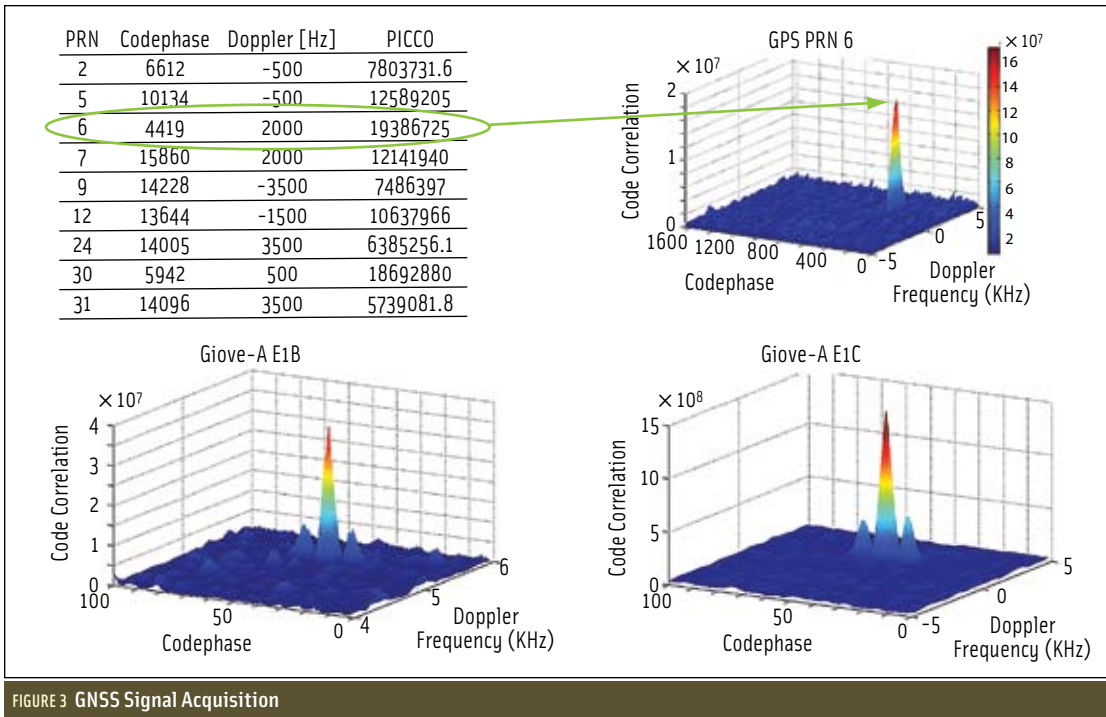 PRN Codephase Doppler [Hz] PICCO
2 6612 -500 7803731.6
5 10134 -500 12589205
6 4419 2000 19386725
7 15860 2000 12141940
9 14228 -3500 7486397
12 13644 -1500 10637966
24 14005 3500 6385256.1
30 5942 500 18692880
31 14096 3500 5739081.8
GPS PRN 6
× 10⁷
2
1
0
Code Correlation
1600 1200 800 400 0
Codephase
-5 0 5
Doppler
Frequency (KHz)
× 10⁷
16
14
12
10
8
6
4
2
Giove-A E1B
× 10⁷
4
3
2
1
0
Code Correlation
100 50 0
Codephase
4 5 6
Doppler
Frequency (KHz)
Giove-A E1C
× 10⁸
15
10
5
0
Code Correlation
100 50 0
Codephase
-5 0 5
Doppler
Frequency (KHz)
FIGURE 3 GNSS Signal Acquisition